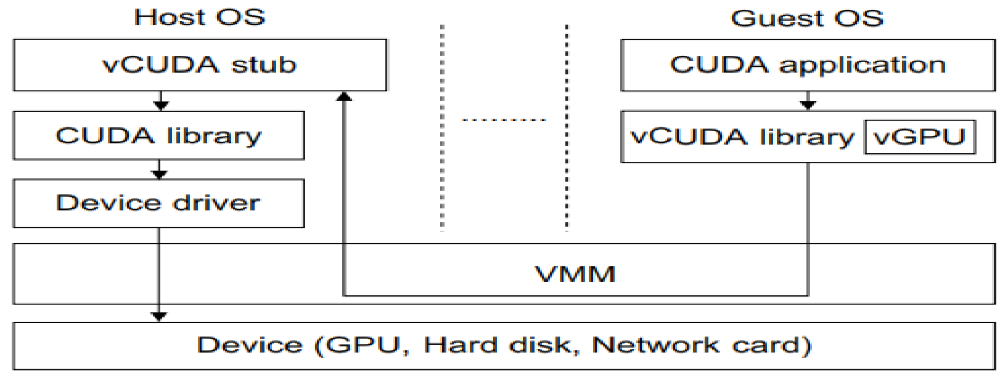 Host OS
Guest OS
vCUDA stub
CUDA application
CUDA library
vCUDA library vGPU
Device driver
VMM
Device (GPU, Hard disk, Network card)